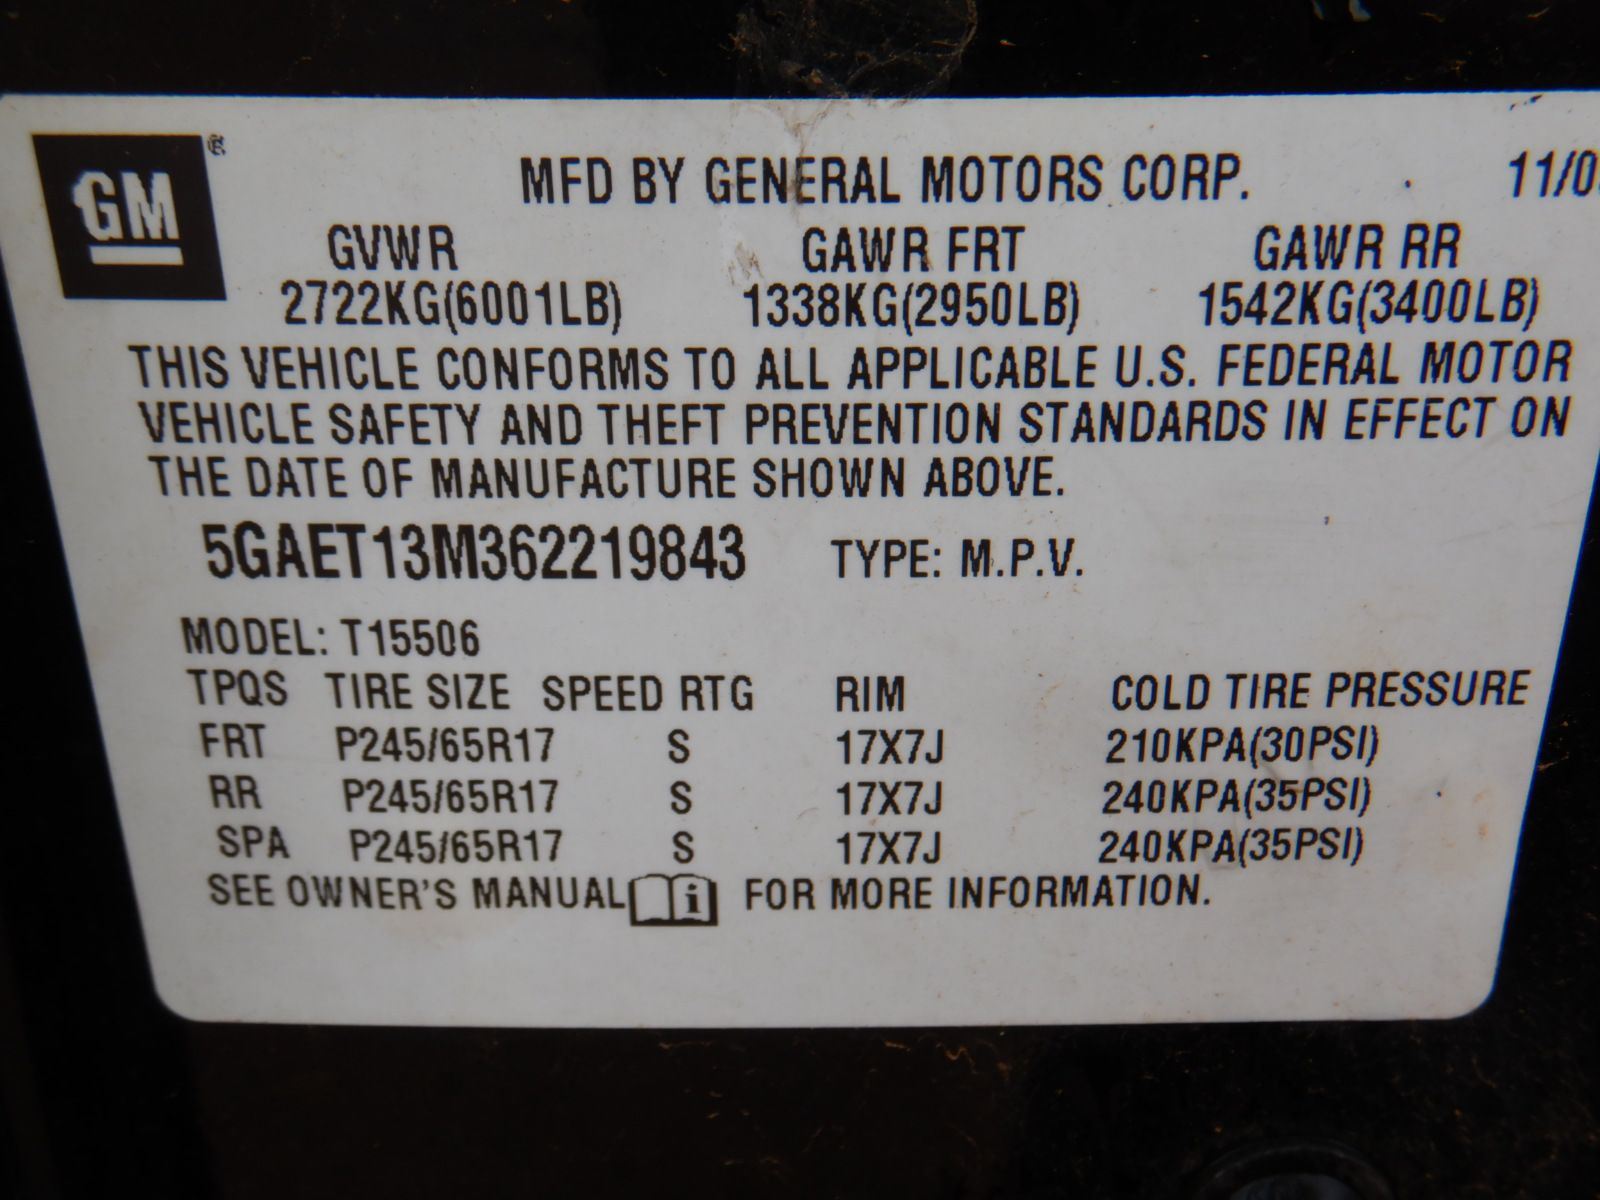 GM ®
MFD BY GENERAL MOTORS CORP.
GVWR GAWR FRT GAWR RR
2722KG(6001LB) 1338KG(2950LB) 1542KG(3400LB)
THIS VEHICLE CONFORMS TO ALL APPLICABLE U.S. FEDERAL MOTOR
VEHICLE SAFETY AND THEFT PREVENTION STANDARDS IN EFFECT ON
THE DATE OF MANUFACTURE SHOWN ABOVE.
5GAET13M362219843 TYPE: M.P.V.
MODEL: T15506
TPQS TIRE SIZE SPEED RTG RIM COLD TIRE PRESSURE
FRT P245/65R17 S 17X7J 210KPA(30PSI)
RR P245/65R17 S 17X7J 240KPA(35PSI)
SPA P245/65R17 S 17X7J 240KPA(35PSI)
SEE OWNER'S MANUAL i FOR MORE INFORMATION.